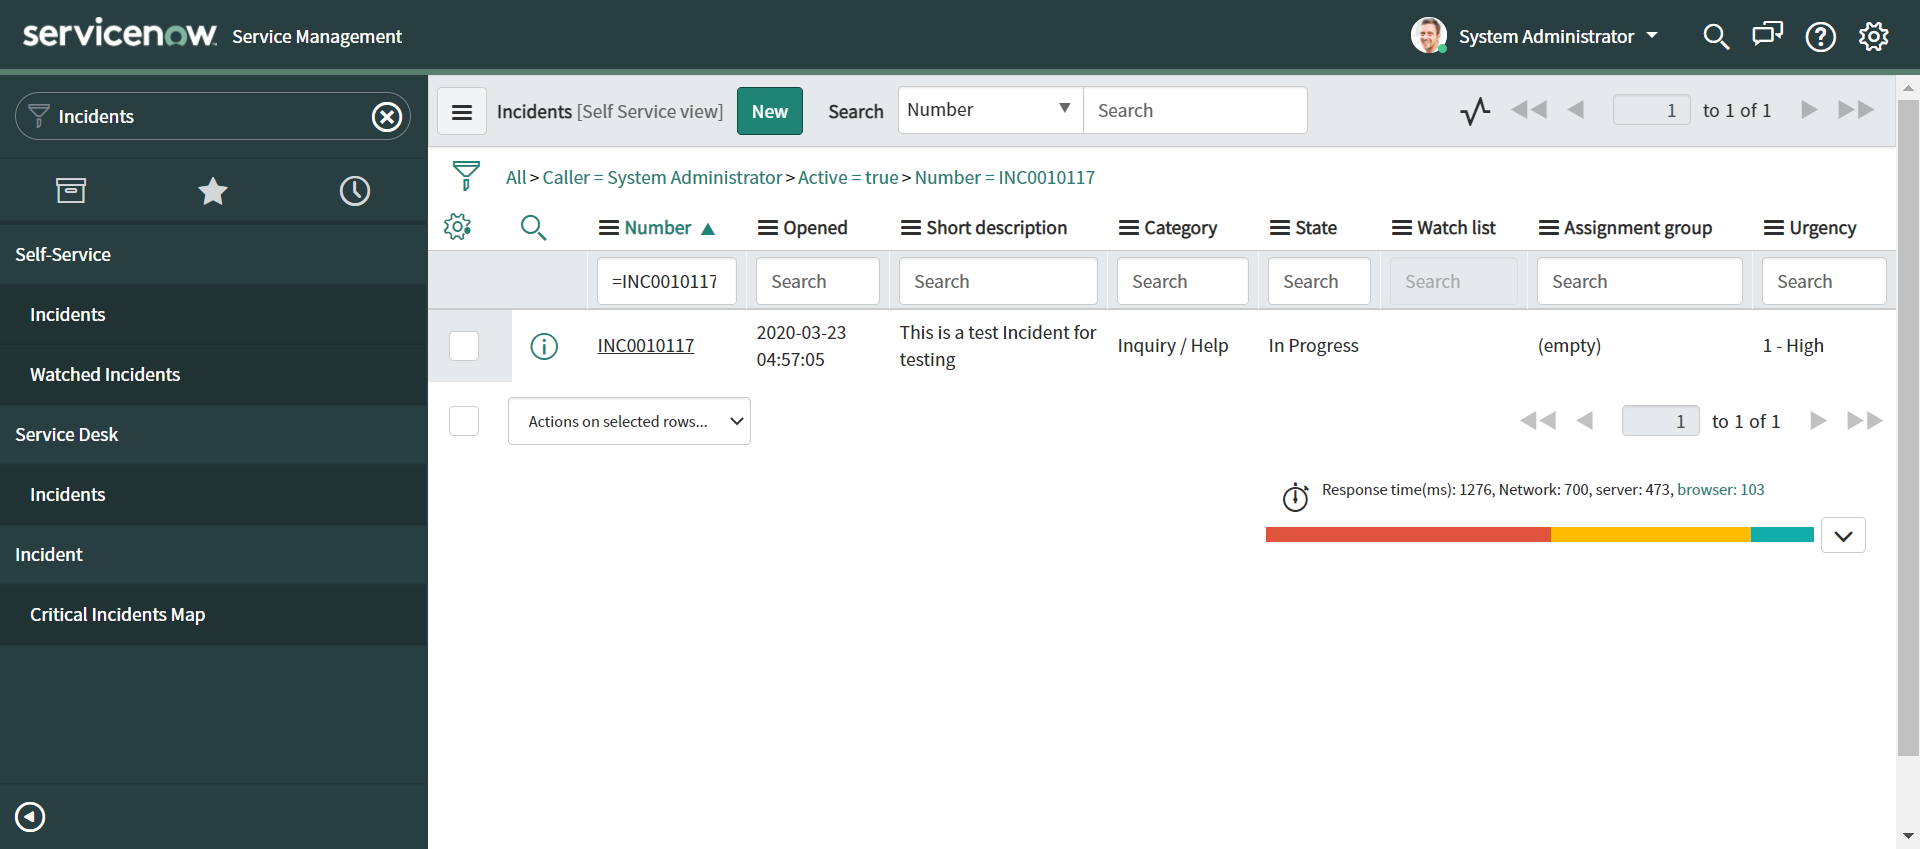 servicenow Service Management System Administrator
Incidents
Self-Service
Incidents
Watched Incidents
Service Desk
Incidents
Incident
Critical Incidents Map
Incidents [Self Service view] New Search Number Search 1 to 1 of 1
All > Caller = System Administrator > Active = true > Number = INC0010117
Number Opened Short description Category State Watch list Assignment group Urgency
=INC0010117 Search Search Search Search Search Search Search
INC0010117 2020-03-23 04:57:05 This is a test Incident for testing Inquiry / Help In Progress (empty) 1 - High
Actions on selected rows... 1 to 1 of 1
Response time(ms): 1276, Network: 700, server: 473, browser: 103